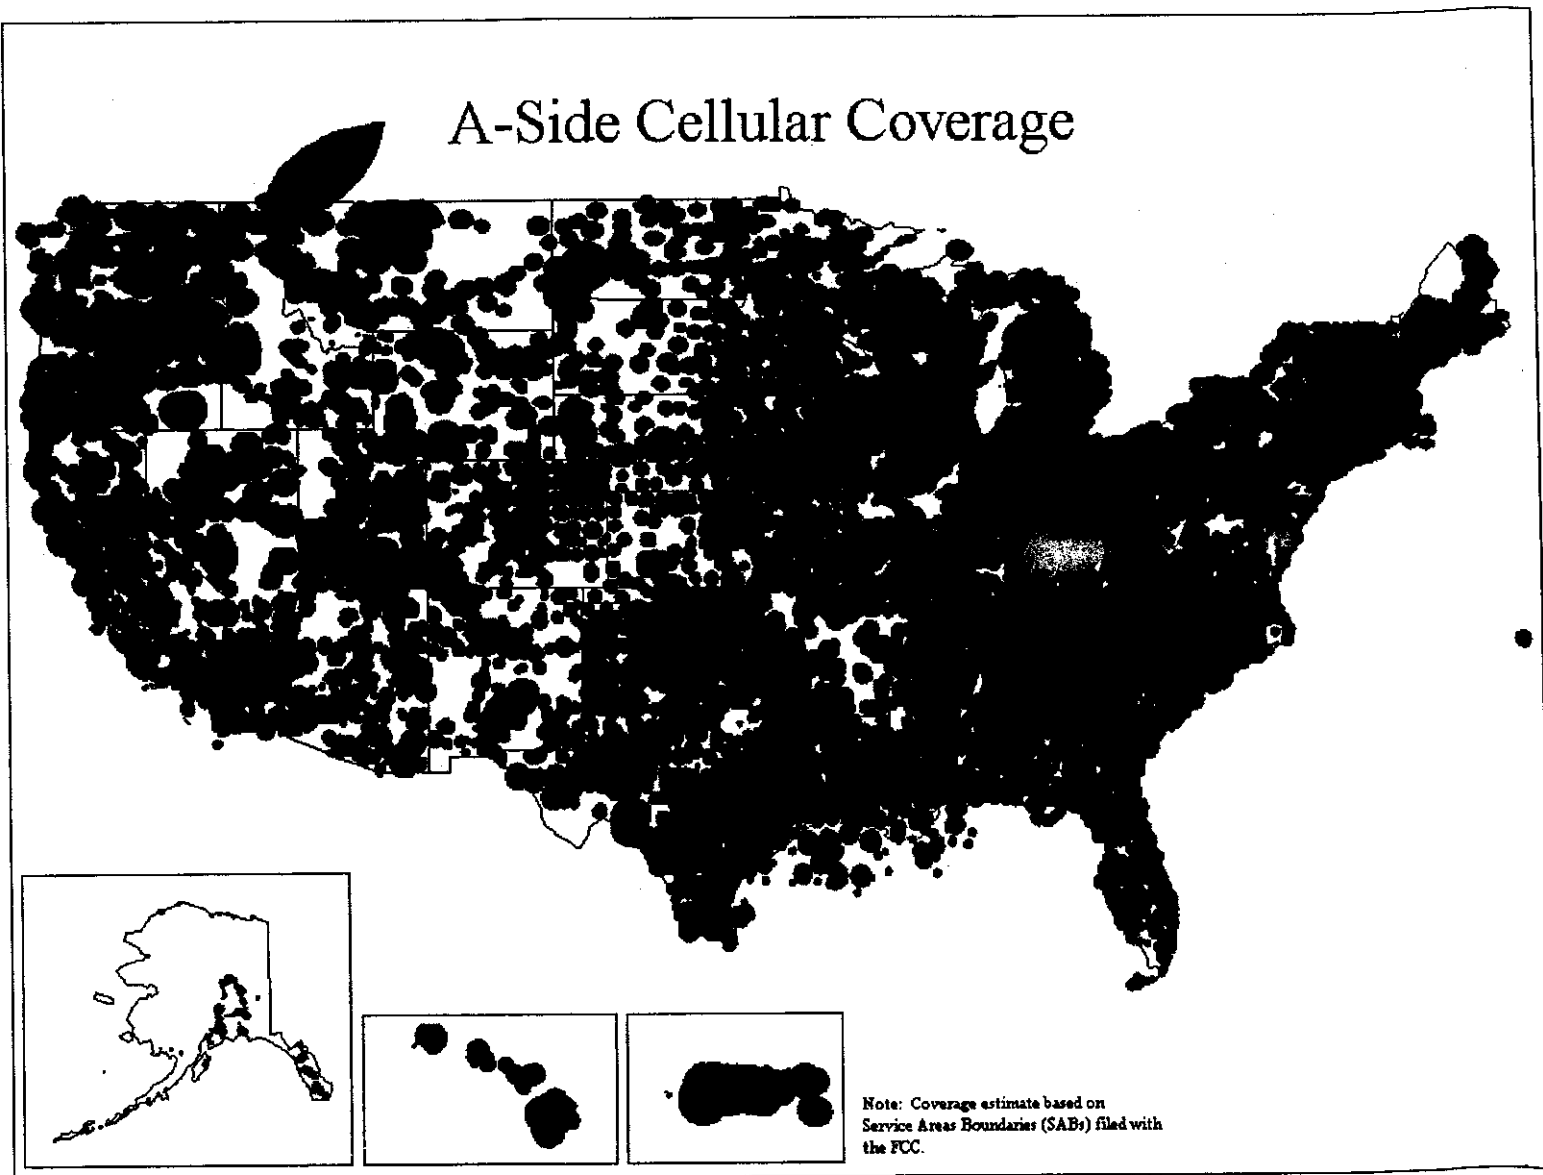 A-Side Cellular Coverage
Note: Coverage estimate based on
Service Areas Boundaries (SABs) filed with
the FCC.